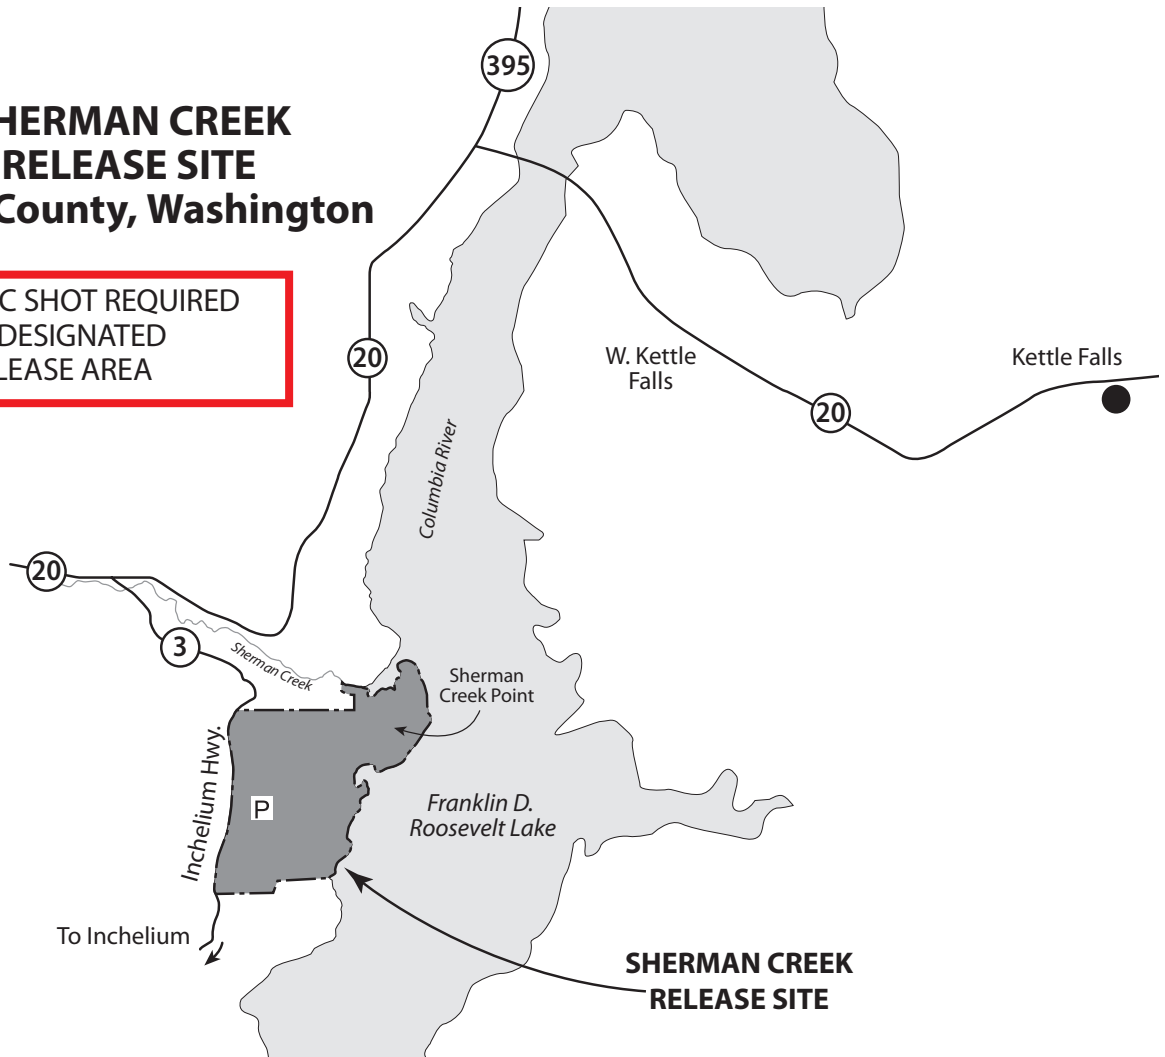 395
HERMAN CREEK
RELEASE SITE
County, Washington
C SHOT REQUIRED
DESIGNATED
LEASE AREA
20
W. Kettle
Falls
Kettle Falls
20
Columbia River
20
3
Sherman Creek
Sherman
Creek Point
Inchelium Hwy.
P
Franklin D.
Roosevelt Lake
To Inchelium
SHERMAN CREEK
RELEASE SITE